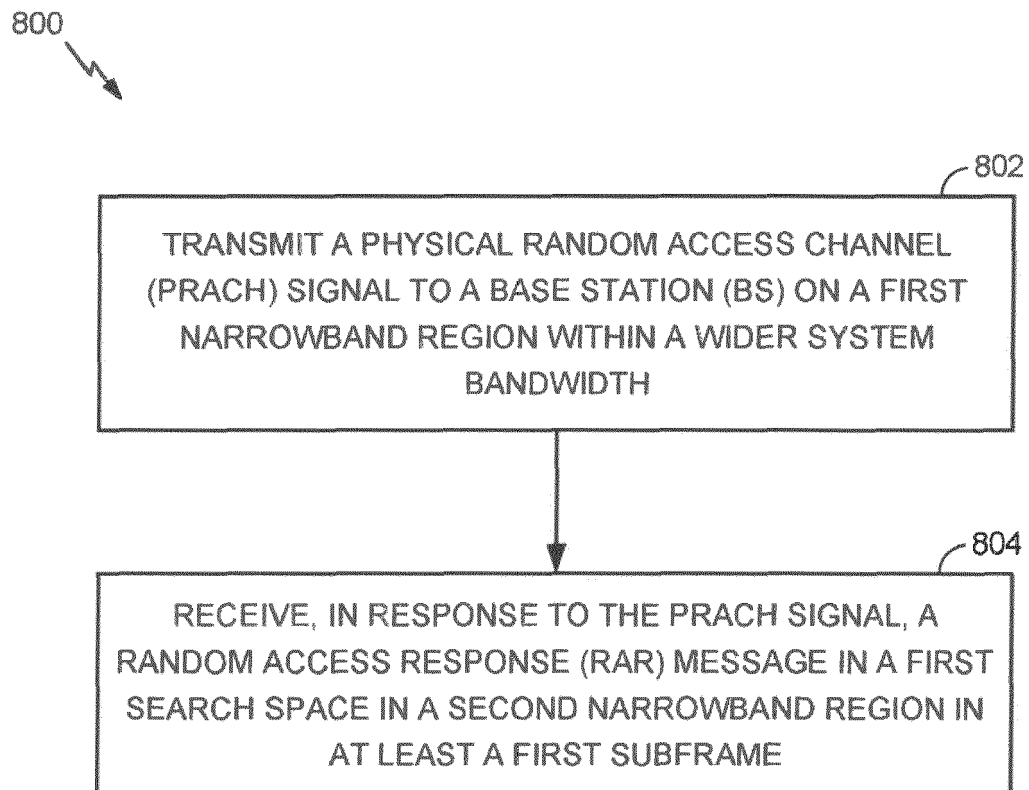 800
802
TRANSMIT A PHYSICAL RANDOM ACCESS CHANNEL
(PRACH) SIGNAL TO A BASE STATION (BS) ON A FIRST
NARROWBAND REGION WITHIN A WIDER SYSTEM
BANDWIDTH
804
RECEIVE, IN RESPONSE TO THE PRACH SIGNAL, A
RANDOM ACCESS RESPONSE (RAR) MESSAGE IN A FIRST
SEARCH SPACE IN A SECOND NARROWBAND REGION IN
AT LEAST A FIRST SUBFRAME